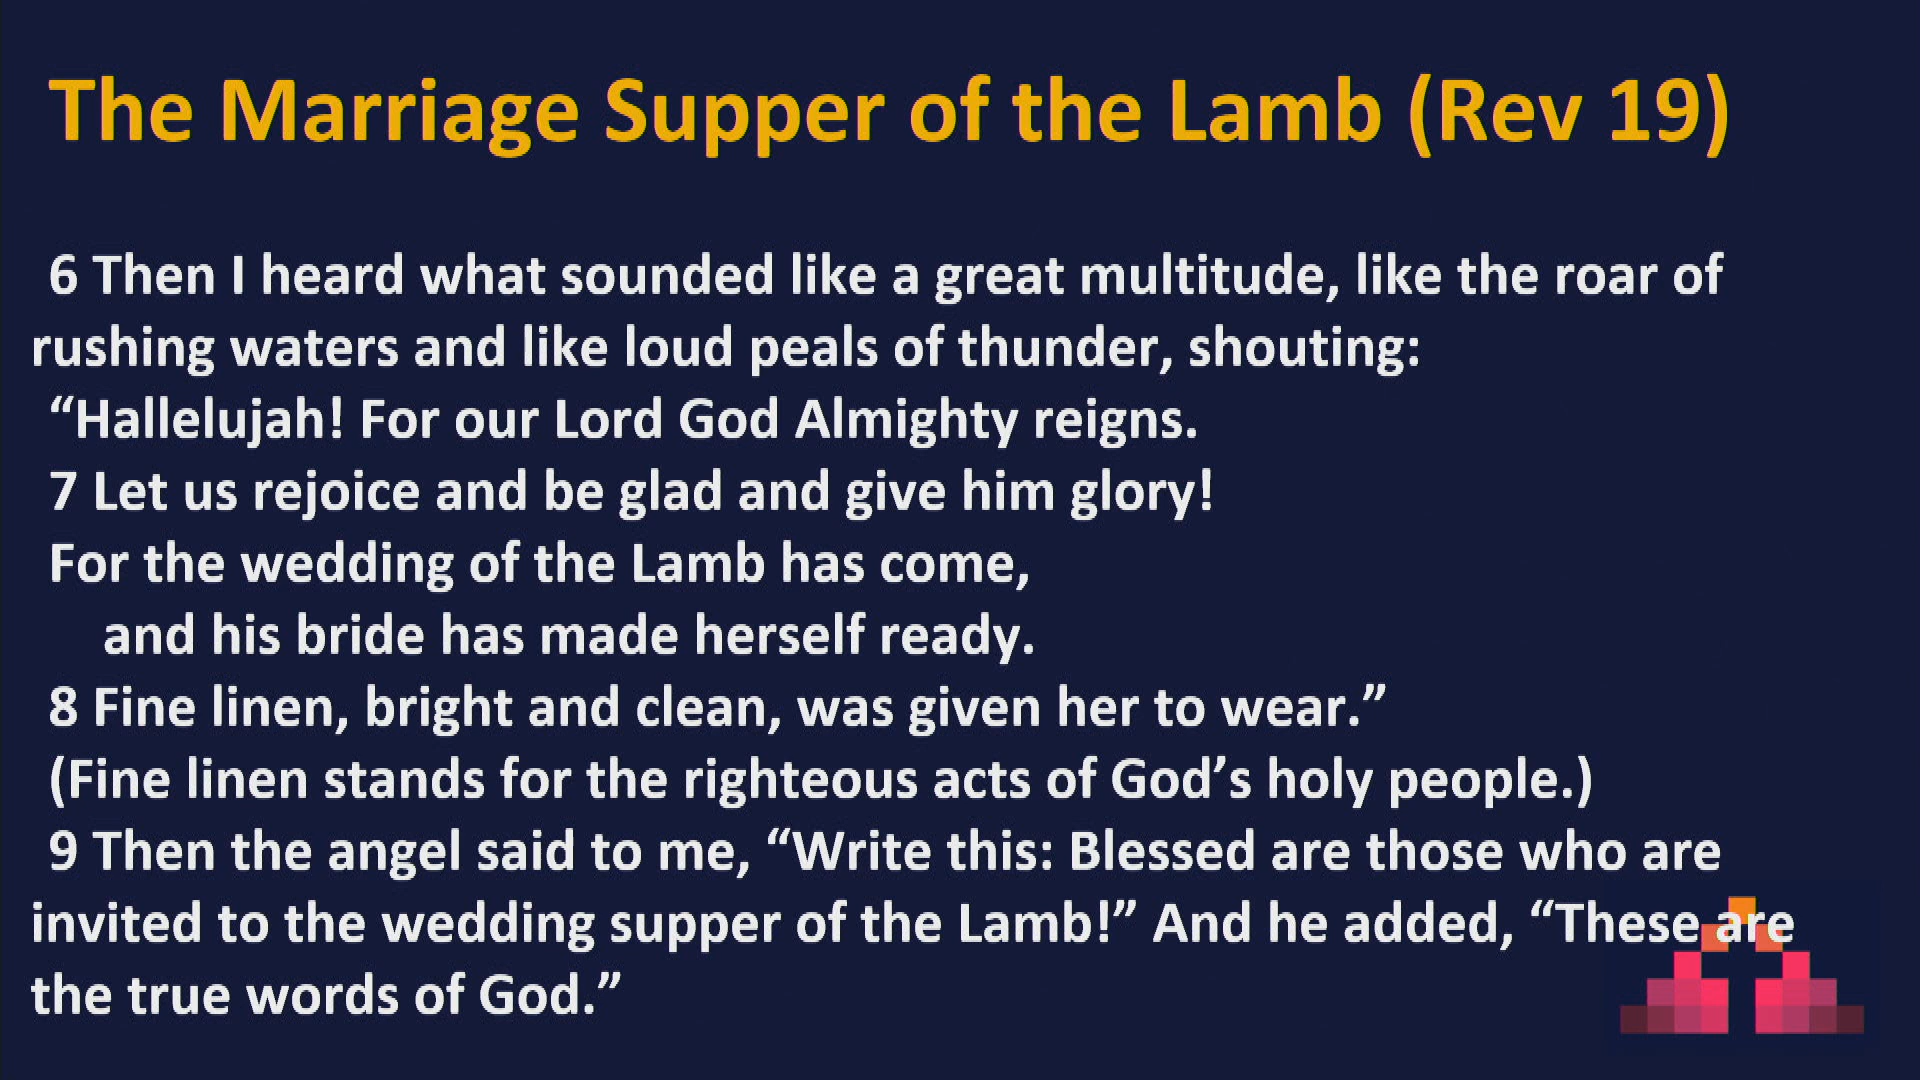 The Marriage Supper of the Lamb (Rev 19)
6 Then I heard what sounded like a great multitude, like the roar of
rushing waters and like loud peals of thunder, shouting:
“Hallelujah! For our Lord God Almighty reigns.
7 Let us rejoice and be glad and give him glory!
For the wedding of the Lamb has come,
and his bride has made herself ready.
8 Fine linen, bright and clean, was given her to wear.”
(Fine linen stands for the righteous acts of God’s holy people.)
9 Then the angel said to me, “Write this: Blessed are those who are
invited to the wedding supper of the Lamb!” And he added, “These are
the true words of God.”